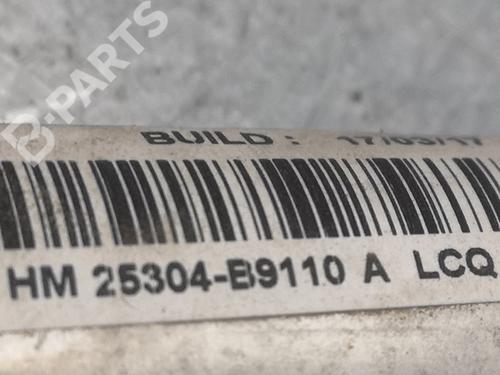 B-PARTS
BUILD : 17/03/17
HM 25304-B9110 A LCQ